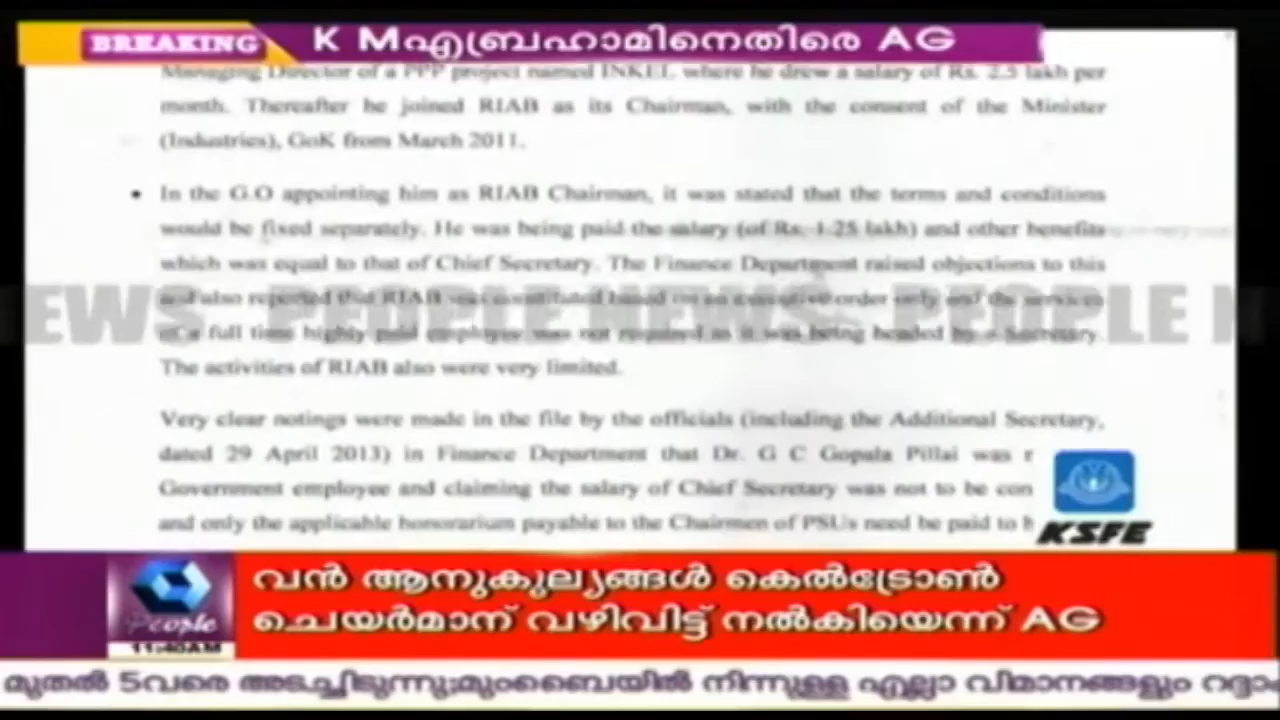 BREAKING K Mഎബ്രഹാമിനെതിരെ AG
Managing Director of a PPP project named INKEL where he drew a salary of Rs. 2.5 lakh per
month. Thereafter he joined RIAB as its Chairman, with the consent of the Minister
(Industries), GoK from March 2011.
• In the G.O appointing him as RIAB Chairman, it was stated that the terms and conditions
would be fixed separately. He was being paid the salary (of Rs. 1.25 lakh) and other benefits
which was equal to that of Chief Secretary. The Finance Department raised objections to this
and also reported that RIAB was constituted based on an executive order only and the services
of a full time highly paid employee was not required as it was being headed by a Secretary.
The activities of RIAB also were very limited.
NEWS PEOPLE NEWS PEOPLE N
Very clear notings were made in the file by the officials (including the Additional Secretary,
dated 29 April 2013) in Finance Department that Dr. G C Gopala Pillai was
Government employee and claiming the salary of Chief Secretary was not to be con
and only the applicable honorarium payable to the Chairmen of PSUs need be paid to h
KSFE
People
11:40AM
വൻ ആനുകൂല്യങ്ങൾ കെൽട്രോൺ
ചെയർമാന് വഴിവിട്ട് നൽകിയെന്ന് AG
മുതൽ 5വരെ അടച്ചിടുന്നു;മുംബൈയിൽ നിന്നുള്ള എല്ലാ വിമാനങ്ങളും റദ്ദാക